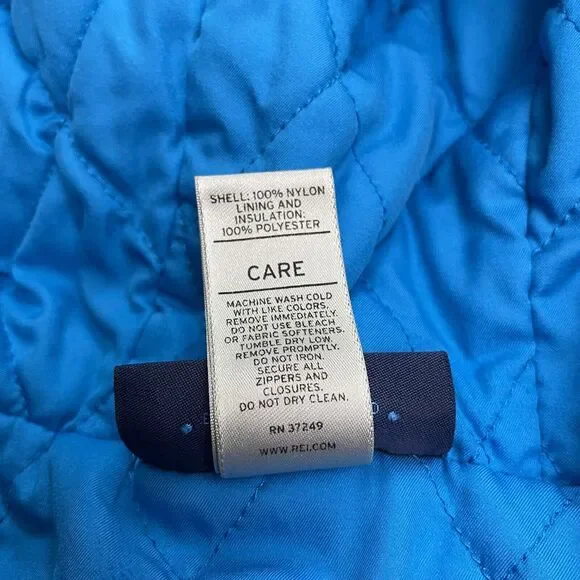 SHELL: 100% NYLON
LINING AND
INSULATION:
100% POLYESTER
CARE
MACHINE WASH COLD
WITH LIKE COLORS.
REMOVE IMMEDIATELY.
DO NOT USE BLEACH
OR FABRIC SOFTENERS.
TUMBLE DRY LOW.
REMOVE PROMPTLY.
DO NOT IRON.
SECURE ALL
ZIPPERS AND
CLOSURES.
DO NOT DRY CLEAN.
RN 37249
WWW.REI.COM